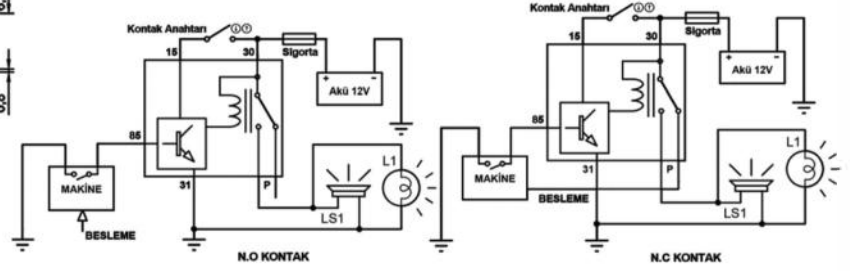 Kontak Anahtarı
15
30
Sigorta
+ -
Akü 12V
85
31
P
MAKİNE
BESLEME
L1
LS1
N.O KONTAK
Kontak Anahtarı
15
30
Sigorta
+ -
Akü 12V
85
31
P
MAKİNE
BESLEME
L1
LS1
N.C KONTAK